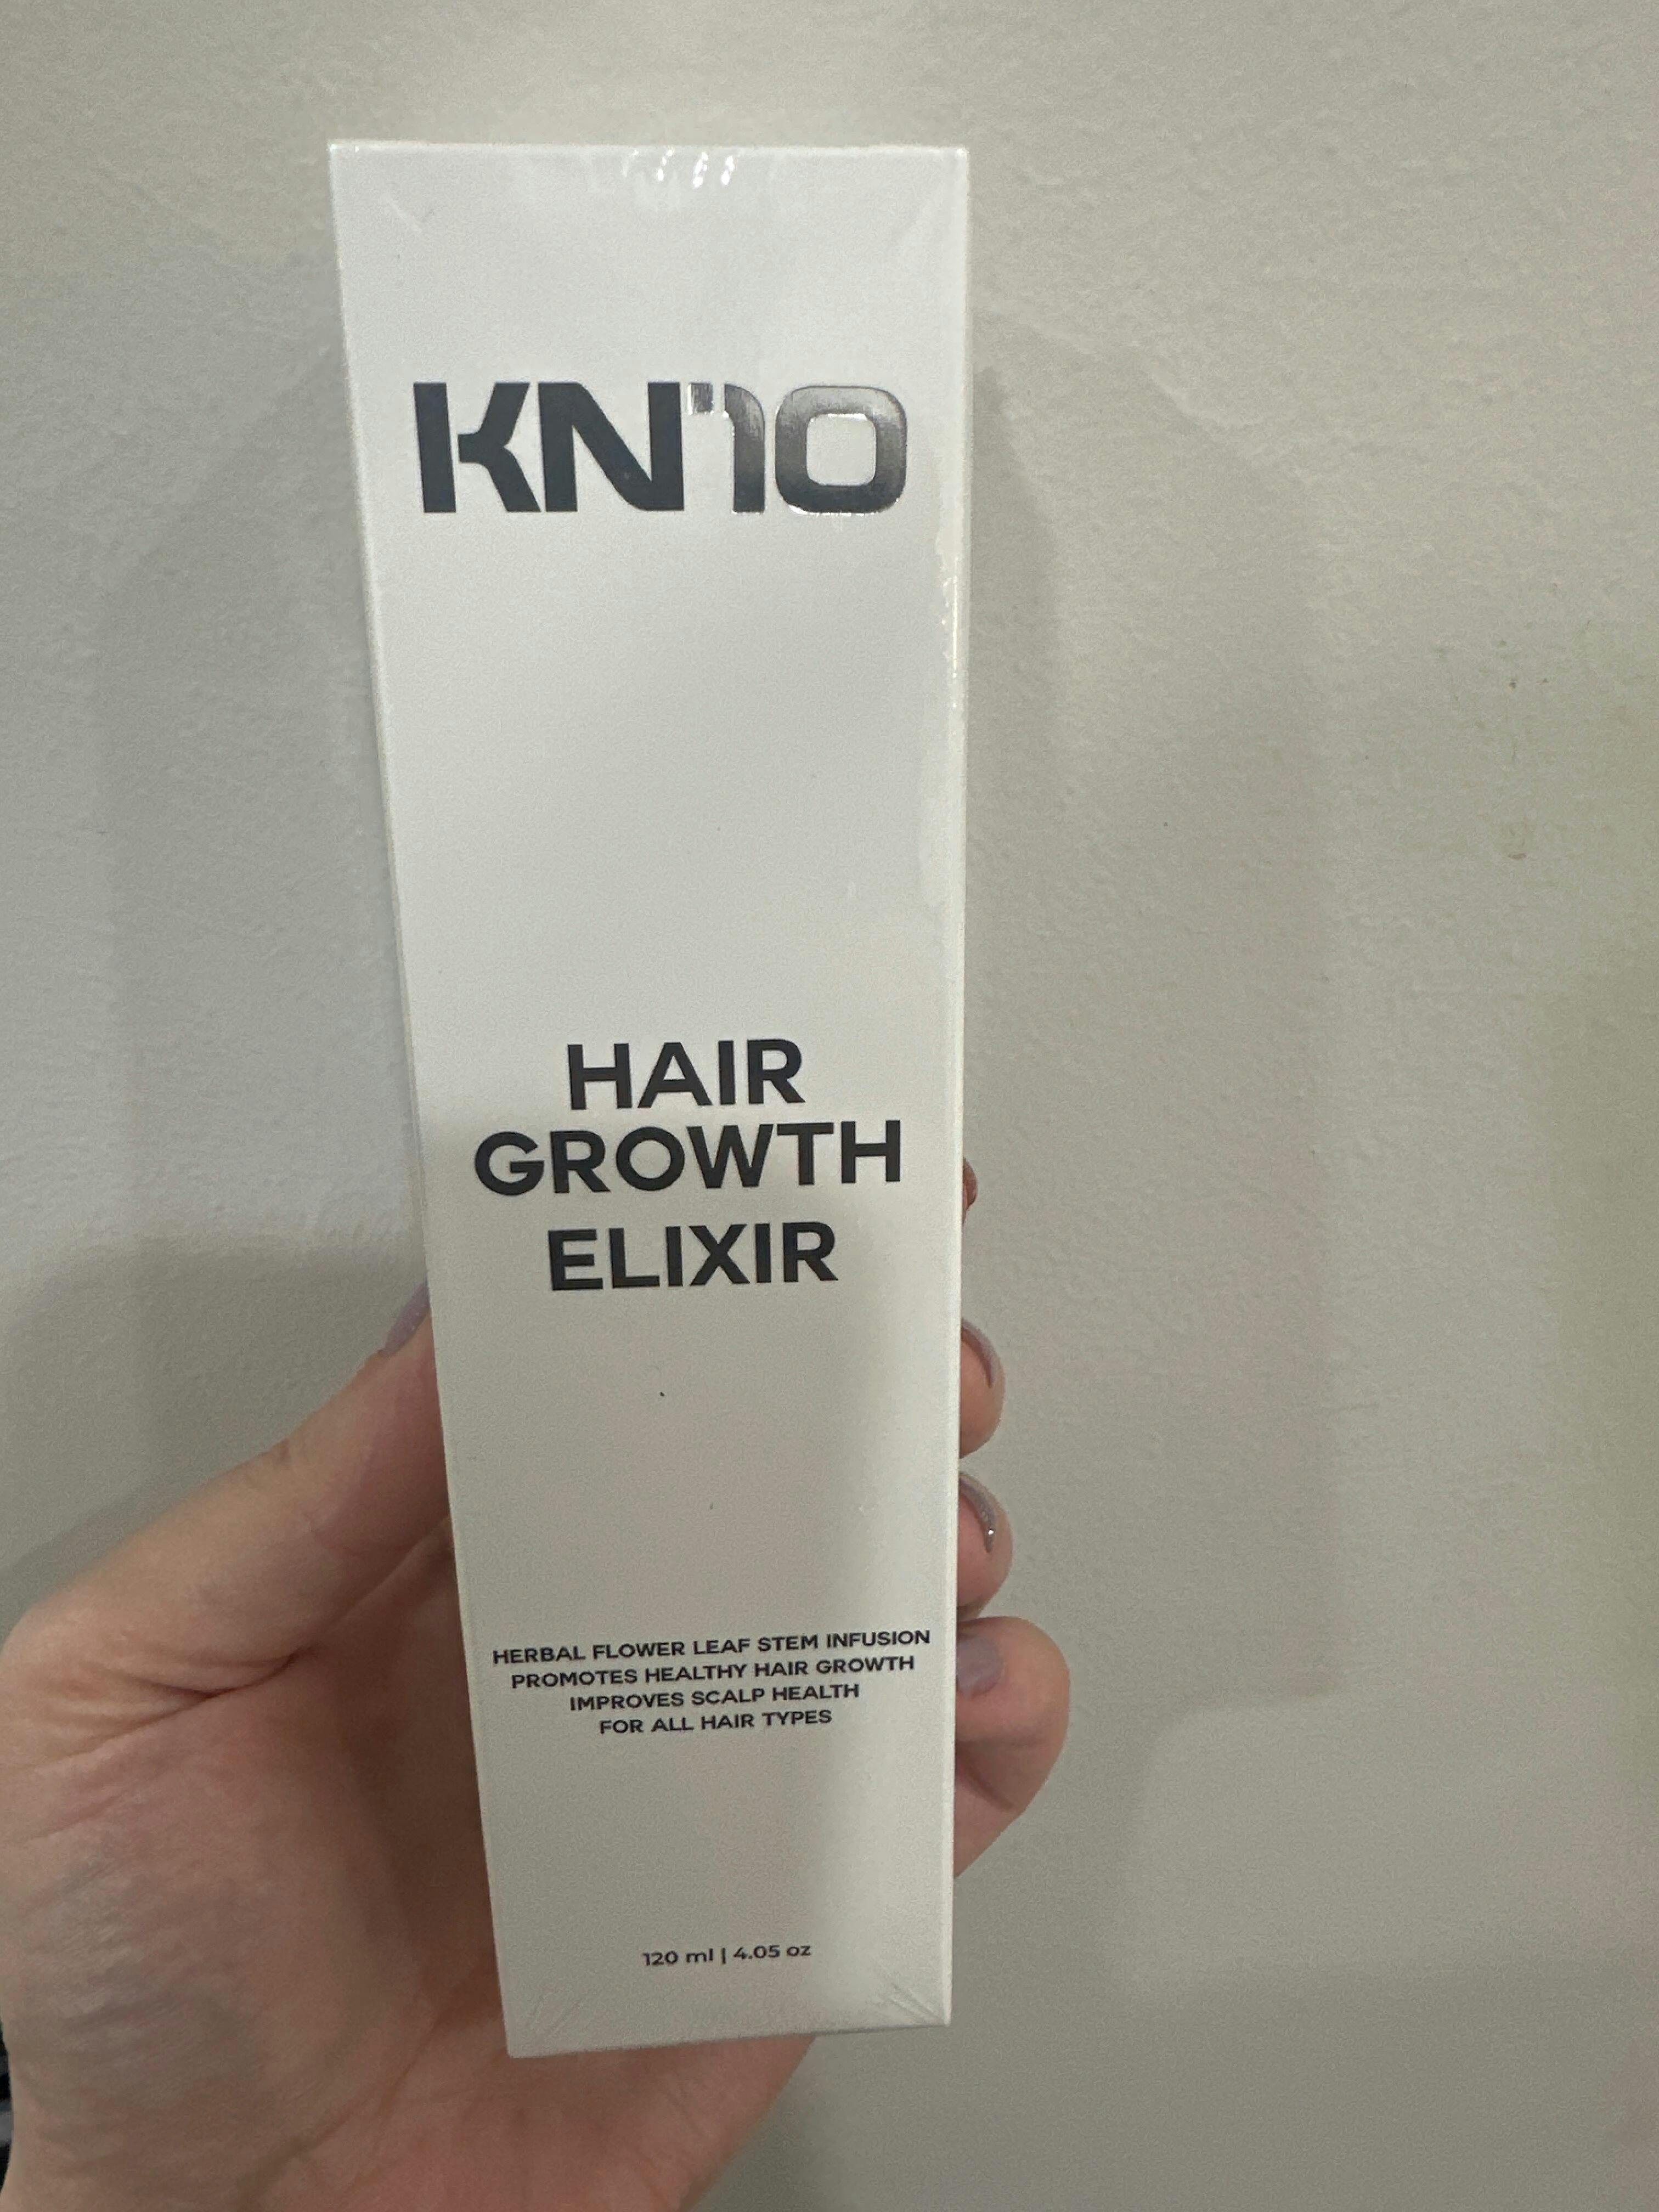 KN10
HAIR
GROWTH
ELIXIR
HERBAL FLOWER LEAF STEM INFUSION
PROMOTES HEALTHY HAIR GROWTH
IMPROVES SCALP HEALTH
FOR ALL HAIR TYPES
120 ml | 4.05 oz